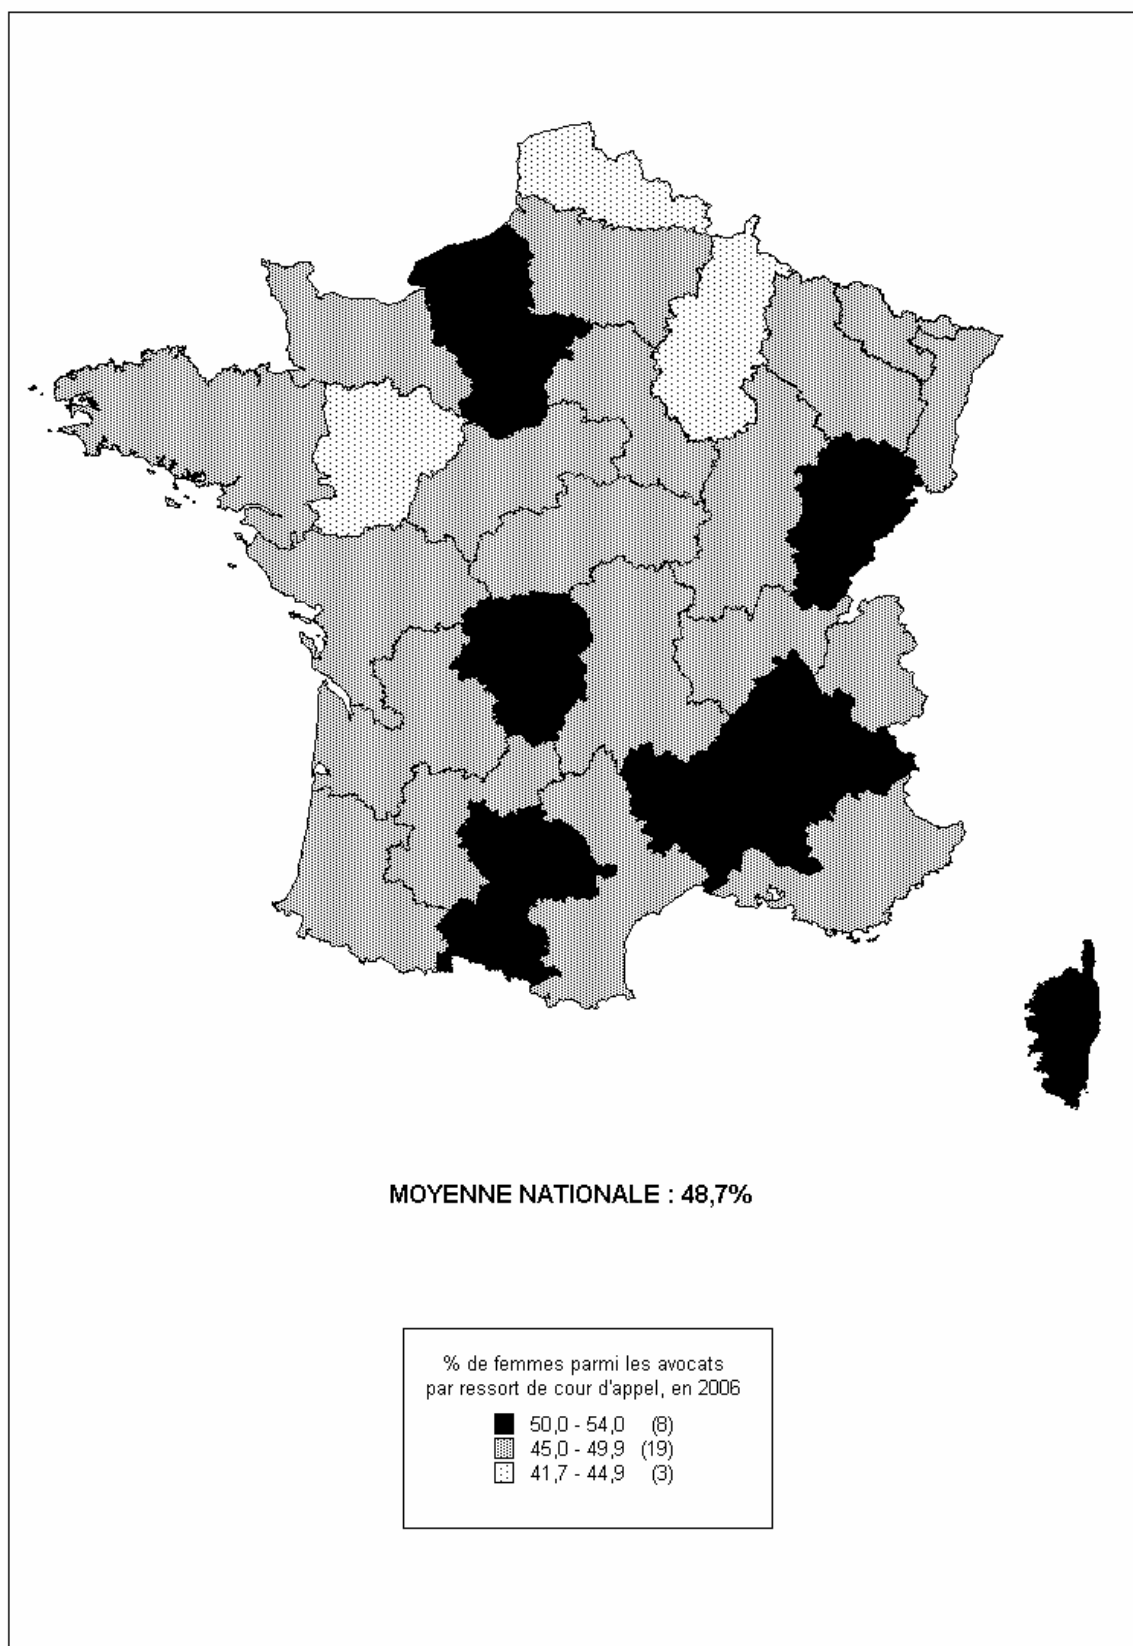 MOYENNE NATIONALE : 48,7%
% de femmes parmi les avocats
par ressort de cour d'appel, en 2006
50,0 - 54,0 (8)
45,0 - 49,9 (19)
41,7 - 44,9 (3)